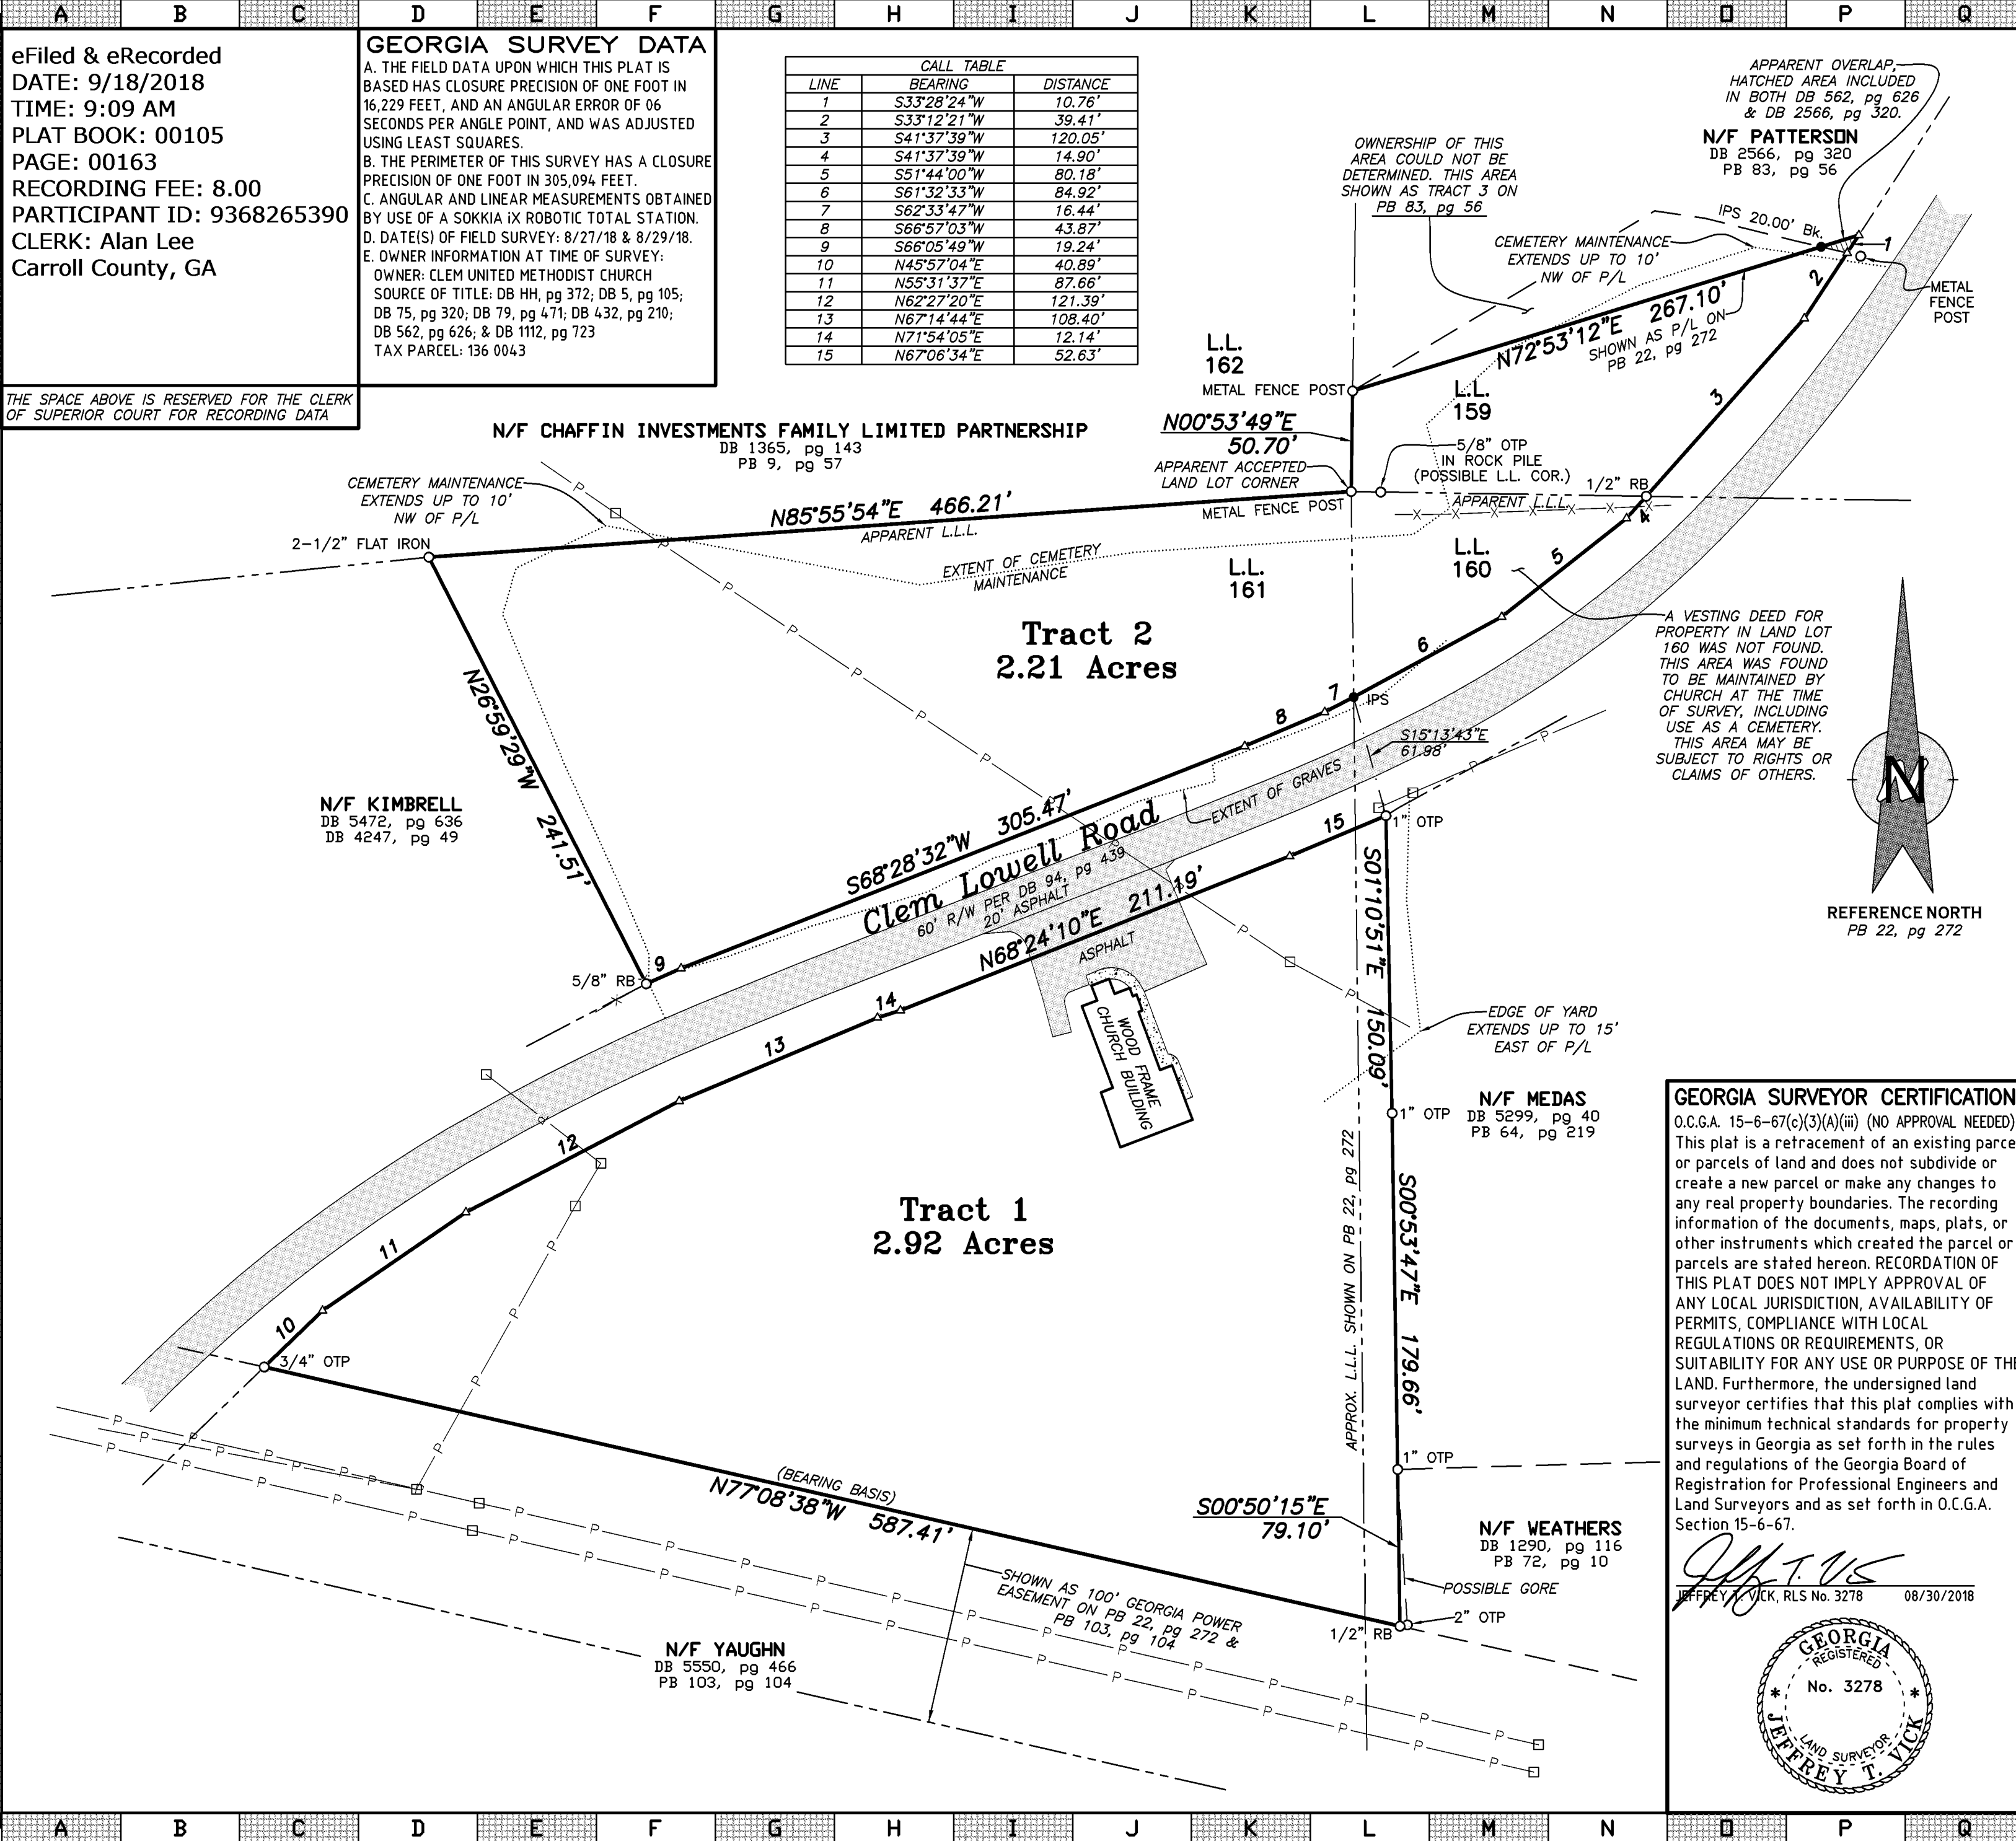 A B C D E F G H I J K L M N O P Q
eFiled & eRecorded
DATE: 9/18/2018
TIME: 9:09 AM
PLAT BOOK: 00105
PAGE: 00163
RECORDING FEE: 8.00
PARTICIPANT ID: 9368265390
CLERK: Alan Lee
Carroll County, GA
THE SPACE ABOVE IS RESERVED FOR THE CLERK
OF SUPERIOR COURT FOR RECORDING DATA
GEORGIA SURVEY DATA
A. THE FIELD DATA UPON WHICH THIS PLAT IS
BASED HAS CLOSURE PRECISION OF ONE FOOT IN
16,229 FEET, AND AN ANGULAR ERROR OF 06
SECONDS PER ANGLE POINT, AND WAS ADJUSTED
USING LEAST SQUARES.
B. THE PERIMETER OF THIS SURVEY HAS A CLOSURE
PRECISION OF ONE FOOT IN 305,094 FEET.
C. ANGULAR AND LINEAR MEASUREMENTS OBTAINED
BY USE OF A SOKKIA iX ROBOTIC TOTAL STATION.
D. DATE(S) OF FIELD SURVEY: 8/27/18 & 8/29/18.
E. OWNER INFORMATION AT TIME OF SURVEY:
OWNER: CLEM UNITED METHODIST CHURCH
SOURCE OF TITLE: DB HH, pg 372; DB 5, pg 105;
DB 75, pg 320; DB 79, pg 471; DB 432, pg 210;
DB 562, pg 626; & DB 1112, pg 723
TAX PARCEL: 136 0043
CALL TABLE
LINE BEARING DISTANCE
1 S33°28'24"W 10.76'
2 S33°12'21"W 39.41'
3 S41°37'39"W 120.05'
4 S41°37'39"W 14.90'
5 S51°44'00"W 80.18'
6 S61°32'33"W 84.92'
7 S62°33'47"W 16.44'
8 S66°57'03"W 43.87'
9 S66°05'49"W 19.24'
10 N45°57'04"E 40.89'
11 N55°31'37"E 87.66'
12 N62°27'20"E 121.39'
13 N67°14'44"E 108.40'
14 N71°54'05"E 12.14'
15 N67°06'34"E 52.63'
APPARENT OVERLAP,
HATCHED AREA INCLUDED
IN BOTH DB 562, pg 626
& DB 2566, pg 320.
N/F PATTERSON
DB 2566, pg 320
PB 83, pg 56
OWNERSHIP OF THIS
AREA COULD NOT BE
DETERMINED. THIS AREA
SHOWN AS TRACT 3 ON
PB 83, pg 56
IPS 20.00' Bk.
CEMETERY MAINTENANCE
EXTENDS UP TO 10'
NW OF P/L
1
2
METAL
FENCE
POST
N72°53'12"E 267.10'
SHOWN AS P/L ON
PB 22, pg 272
L.L.
162
METAL FENCE POST
L.L.
159
3
N00°53'49"E
50.70'
5/8" OTP
IN ROCK PILE
(POSSIBLE L.L. COR.)
APPARENT ACCEPTED
LAND LOT CORNER
1/2" RB
APPARENT L.L.L.
METAL FENCE POST
4
N/F CHAFFIN INVESTMENTS FAMILY LIMITED PARTNERSHIP
DB 1365, pg 143
PB 9, pg 57
CEMETERY MAINTENANCE
EXTENDS UP TO 10'
NW OF P/L
2-1/2" FLAT IRON
N85°55'54"E 466.21'
APPARENT L.L.L.
EXTENT OF CEMETERY
MAINTENANCE
L.L.
161
L.L.
160
5
A VESTING DEED FOR
PROPERTY IN LAND LOT
160 WAS NOT FOUND.
THIS AREA WAS FOUND
TO BE MAINTAINED BY
CHURCH AT THE TIME
OF SURVEY, INCLUDING
USE AS A CEMETERY.
THIS AREA MAY BE
SUBJECT TO RIGHTS OR
CLAIMS OF OTHERS.
Tract 2
2.21 Acres
6
7
IPS
8
S15°13'43"E
61.98'
EXTENT OF GRAVES
N26°59'29"W 241.51'
N/F KIMBRELL
DB 5472, pg 636
DB 4247, pg 49
S68°28'32"W 305.47'
Clem Lowell Road
60' R/W PER DB 94, pg 439
20' ASPHALT
N68°24'10"E 211.19'
ASPHALT
15
1" OTP
N
REFERENCE NORTH
PB 22, pg 272
5/8" RB
9
14
13
WOOD FRAME
CHURCH BUILDING
S01°10'51"E 150.09'
EDGE OF YARD
EXTENDS UP TO 15'
EAST OF P/L
1" OTP
N/F MEDAS
DB 5299, pg 40
PB 64, pg 219
12
11
10
3/4" OTP
Tract 1
2.92 Acres
APPROX. L.L.L. SHOWN ON PB 22, pg 272
S00°53'47"E 179.66'
1" OTP
(BEARING BASIS)
N77°08'38"W 587.41'
S00°50'15"E
79.10'
N/F WEATHERS
DB 1290, pg 116
PB 72, pg 10
POSSIBLE GORE
2" OTP
1/2" RB
SHOWN AS 100' GEORGIA POWER
EASEMENT ON PB 22, pg 272 &
PB 103, pg 104
N/F YAUGHN
DB 5550, pg 466
PB 103, pg 104
GEORGIA SURVEYOR CERTIFICATION
O.C.G.A. 15-6-67(c)(3)(A)(iii) (NO APPROVAL NEEDED)
This plat is a retracement of an existing parce
or parcels of land and does not subdivide or
create a new parcel or make any changes to
any real property boundaries. The recording
information of the documents, maps, plats, or
other instruments which created the parcel or
parcels are stated hereon. RECORDATION OF
THIS PLAT DOES NOT IMPLY APPROVAL OF
ANY LOCAL JURISDICTION, AVAILABILITY OF
PERMITS, COMPLIANCE WITH LOCAL
REGULATIONS OR REQUIREMENTS, OR
SUITABILITY FOR ANY USE OR PURPOSE OF THE
LAND. Furthermore, the undersigned land
surveyor certifies that this plat complies with
the minimum technical standards for property
surveys in Georgia as set forth in the rules
and regulations of the Georgia Board of
Registration for Professional Engineers and
Land Surveyors and as set forth in O.C.G.A.
Section 15-6-67.
JEFFREY T. VICK, RLS No. 3278 08/30/2018
GEORGIA
REGISTERED
No. 3278
LAND SURVEYOR
JEFFREY T. VICK
A B C D E F G H I J K L M N O P Q